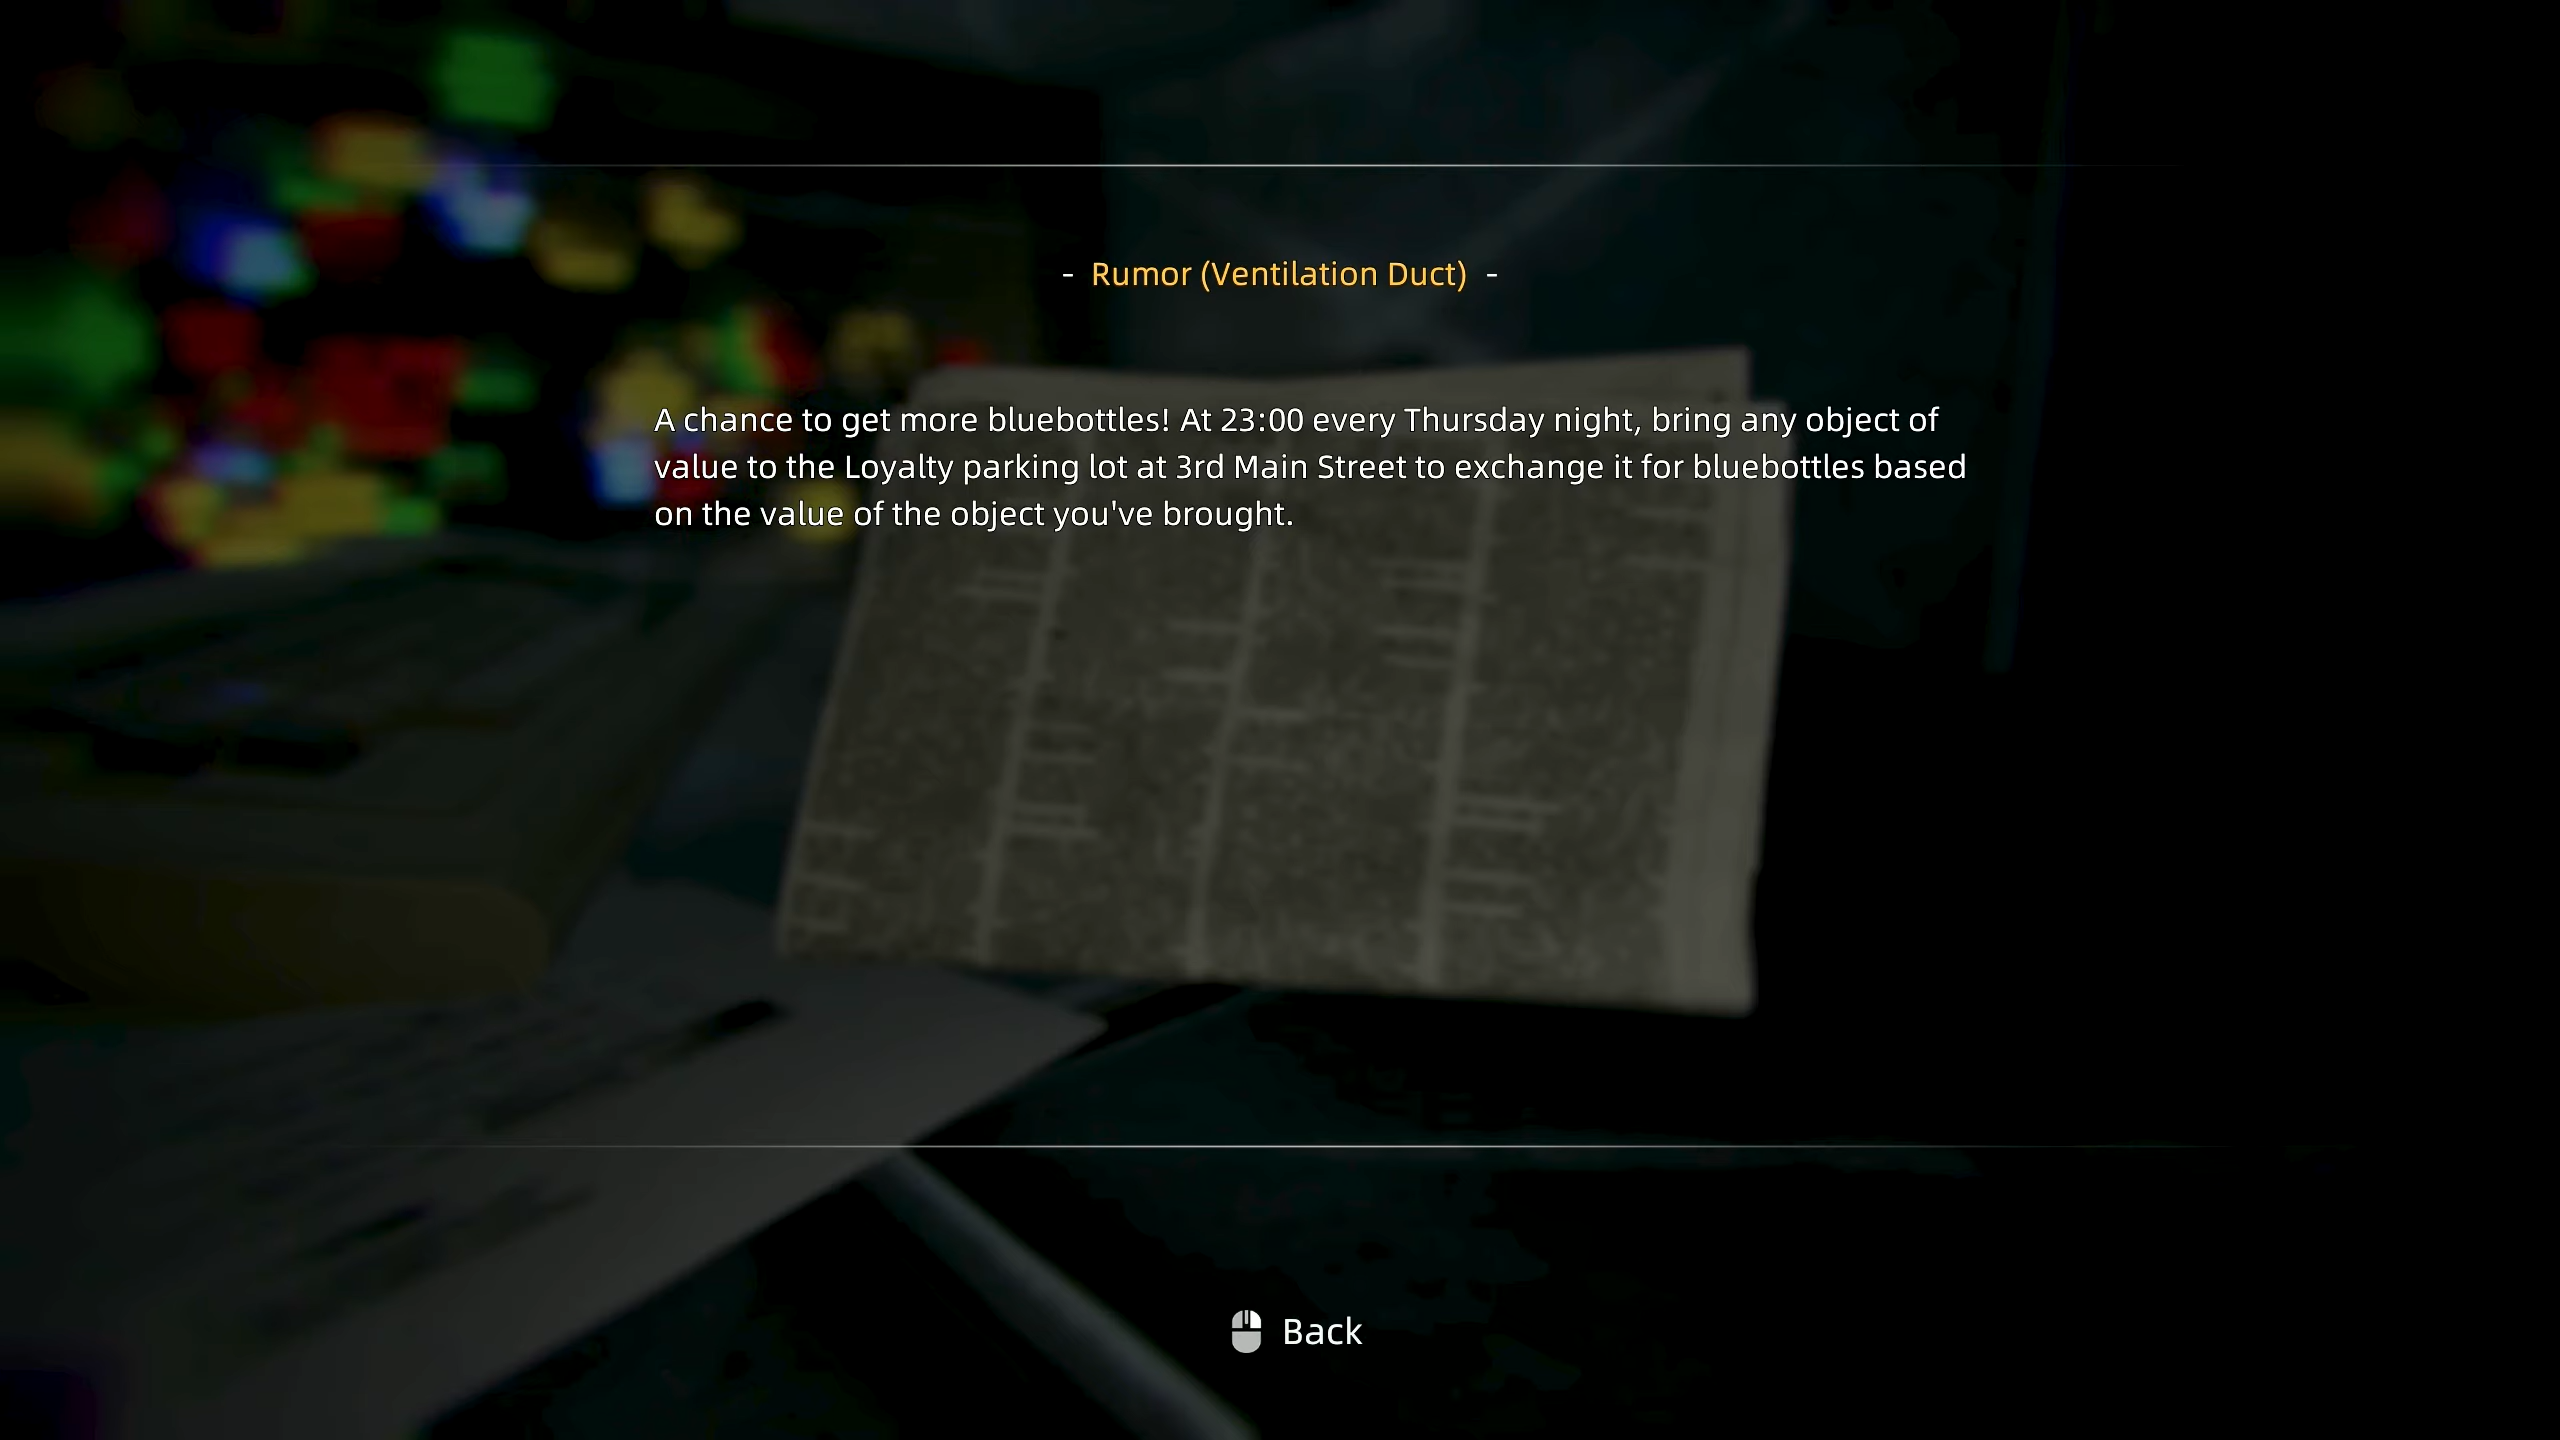 - Rumor (Ventilation Duct) -
A chance to get more bluebottles! At 23:00 every Thursday night, bring any object of
value to the Loyalty parking lot at 3rd Main Street to exchange it for bluebottles based
on the value of the object you've brought.
Back